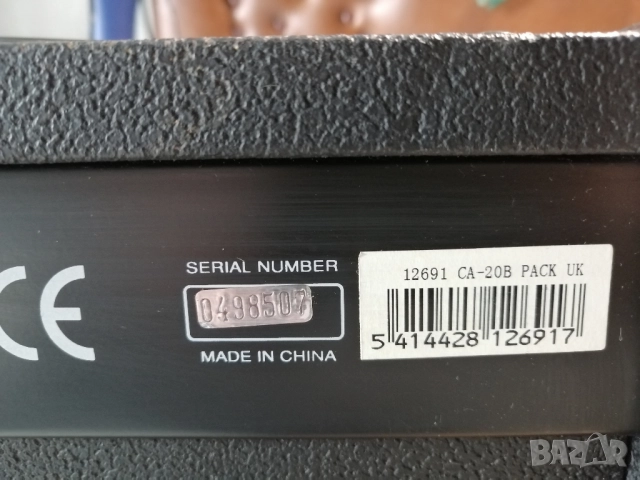 CE
SERIAL NUMBER
0498507
MADE IN CHINA
12691 CA-20B PACK UK
5 414428 126917
BAZAR